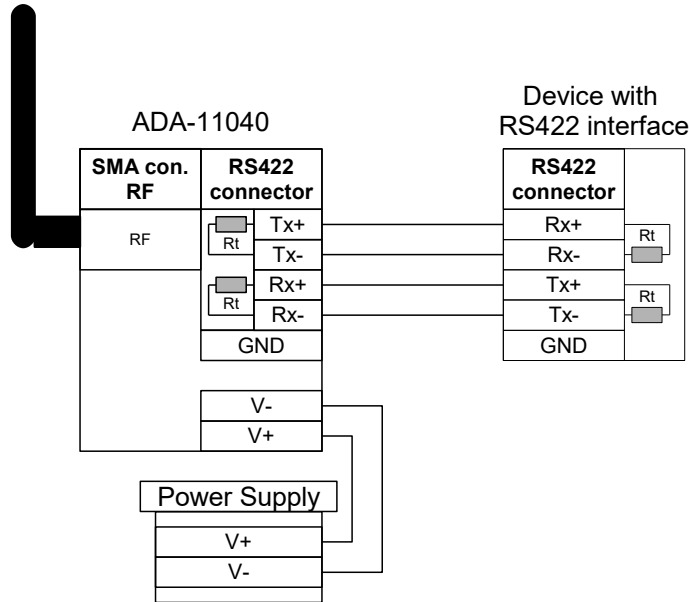 ADA-11040
Device with
RS422 interface
SMA con.
RF
RS422
connector
RF
Rt
Tx+
Tx-
Rt
Rx+
Rx-
GND
V-
V+
RS422
connector
Rx+
Rx-
Rt
Tx+
Tx-
Rt
GND
Power Supply
V+
V-